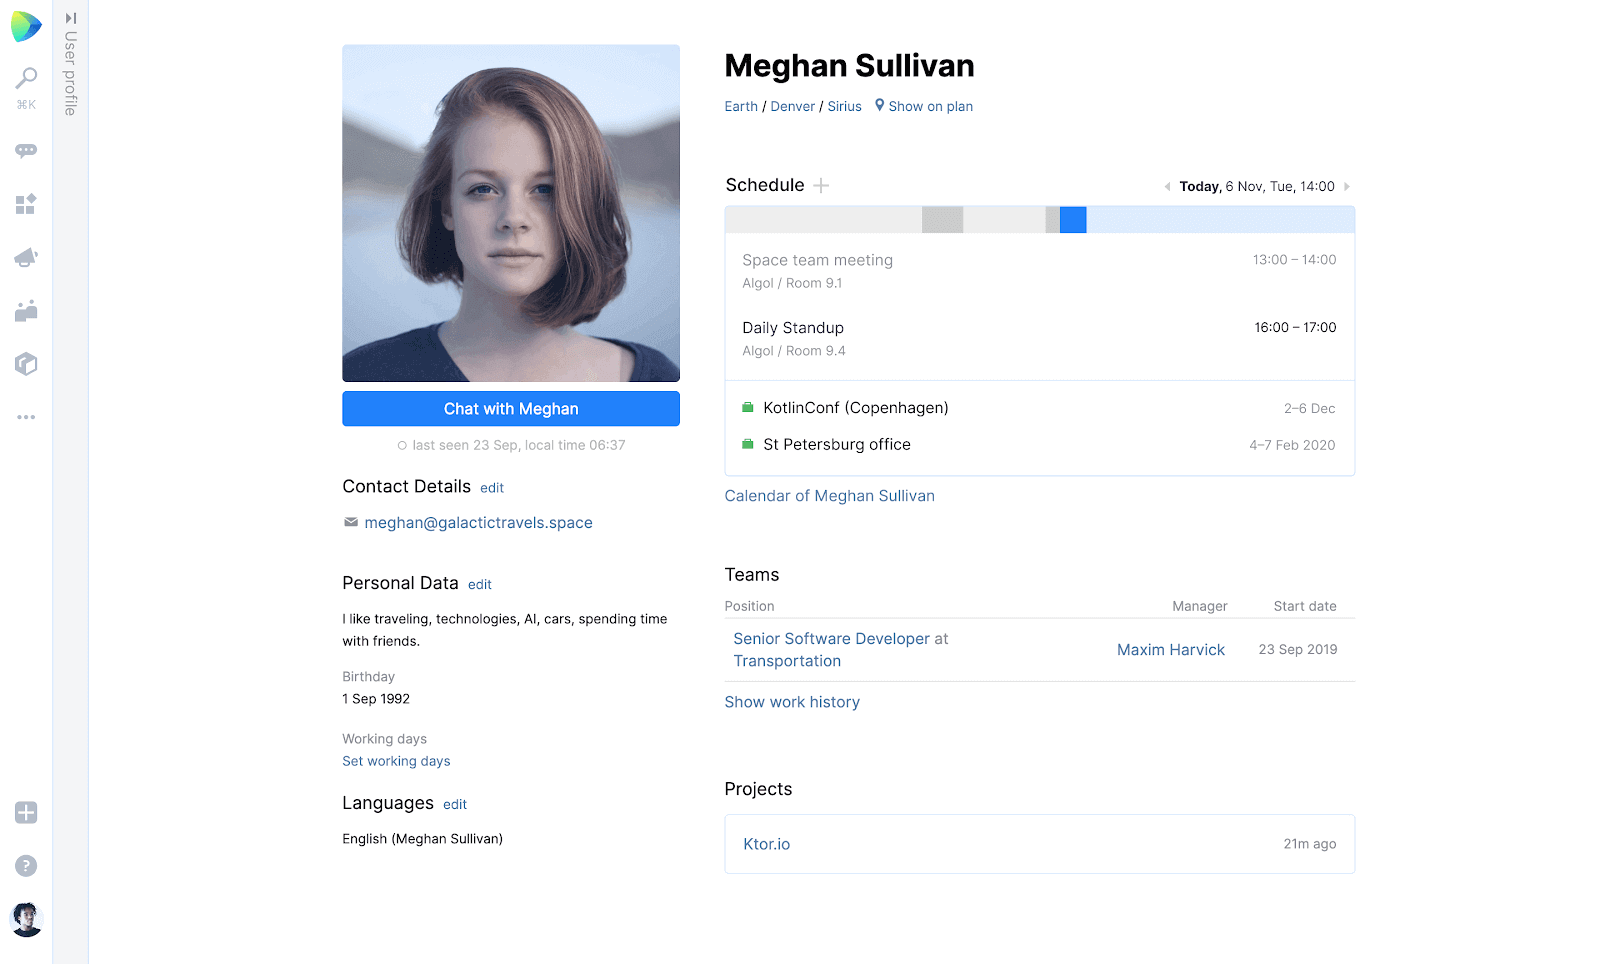 ⌘K
User profile
Chat with Meghan
last seen 23 Sep, local time 06:37
Contact Details edit
meghan@galactictravels.space
Personal Data edit
I like traveling, technologies, AI, cars, spending time
with friends.
Birthday
1 Sep 1992
Working days
Set working days
Languages edit
English (Meghan Sullivan)
Meghan Sullivan
Earth / Denver / Sirius Show on plan
Schedule Today, 6 Nov, Tue, 14:00
Space team meeting 13:00 – 14:00
Algol / Room 9.1
Daily Standup 16:00 – 17:00
Algol / Room 9.4
KotlinConf (Copenhagen) 2–6 Dec
St Petersburg office 4–7 Feb 2020
Calendar of Meghan Sullivan
Teams
Position Manager Start date
Senior Software Developer at
Transportation Maxim Harvick 23 Sep 2019
Show work history
Projects
Ktor.io 21m ago